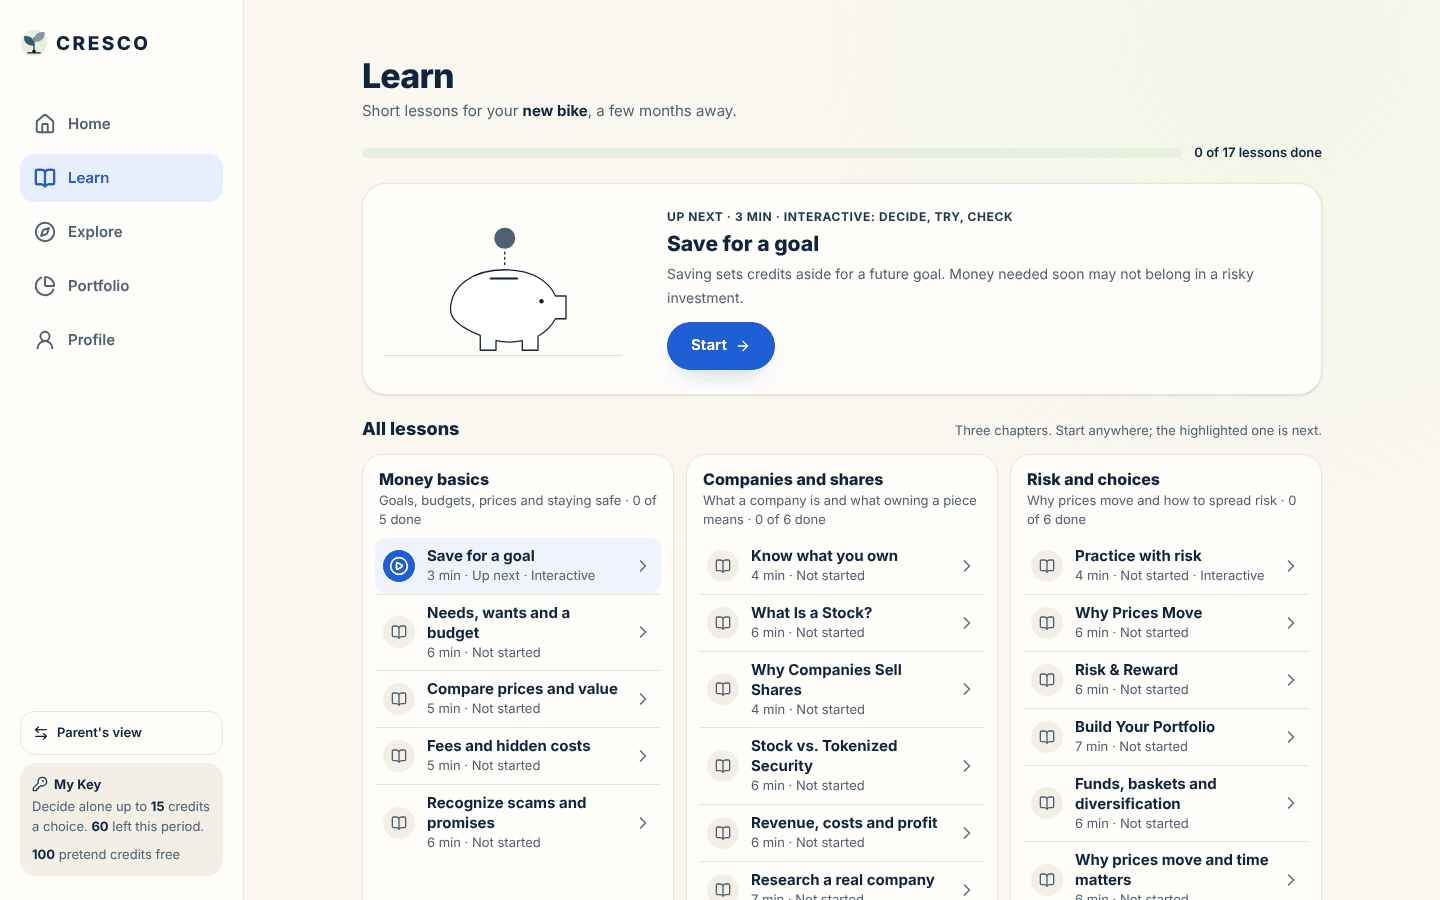 CRESCO
Home
Learn
Explore
Portfolio
Profile
Parent's view
My Key
Decide alone up to 15 credits
a choice. 60 left this period.
100 pretend credits free
Learn
Short lessons for your new bike, a few months away.
0 of 17 lessons done
UP NEXT · 3 MIN · INTERACTIVE: DECIDE, TRY, CHECK
Save for a goal
Saving sets credits aside for a future goal. Money needed soon may not belong in a risky
investment.
Start
All lessons
Three chapters. Start anywhere; the highlighted one is next.
Money basics
Goals, budgets, prices and staying safe · 0 of
5 done
Save for a goal
3 min · Up next · Interactive
Needs, wants and a
budget
6 min · Not started
Compare prices and value
5 min · Not started
Fees and hidden costs
5 min · Not started
Recognize scams and
promises
6 min · Not started
Companies and shares
What a company is and what owning a piece
means · 0 of 6 done
Know what you own
4 min · Not started
What Is a Stock?
6 min · Not started
Why Companies Sell
Shares
4 min · Not started
Stock vs. Tokenized
Security
6 min · Not started
Revenue, costs and profit
6 min · Not started
Research a real company
7 min · Not started
Risk and choices
Why prices move and how to spread risk · 0
of 6 done
Practice with risk
4 min · Not started · Interactive
Why Prices Move
6 min · Not started
Risk & Reward
6 min · Not started
Build Your Portfolio
7 min · Not started
Funds, baskets and
diversification
6 min · Not started
Why prices move and time
matters
6 min · Not started